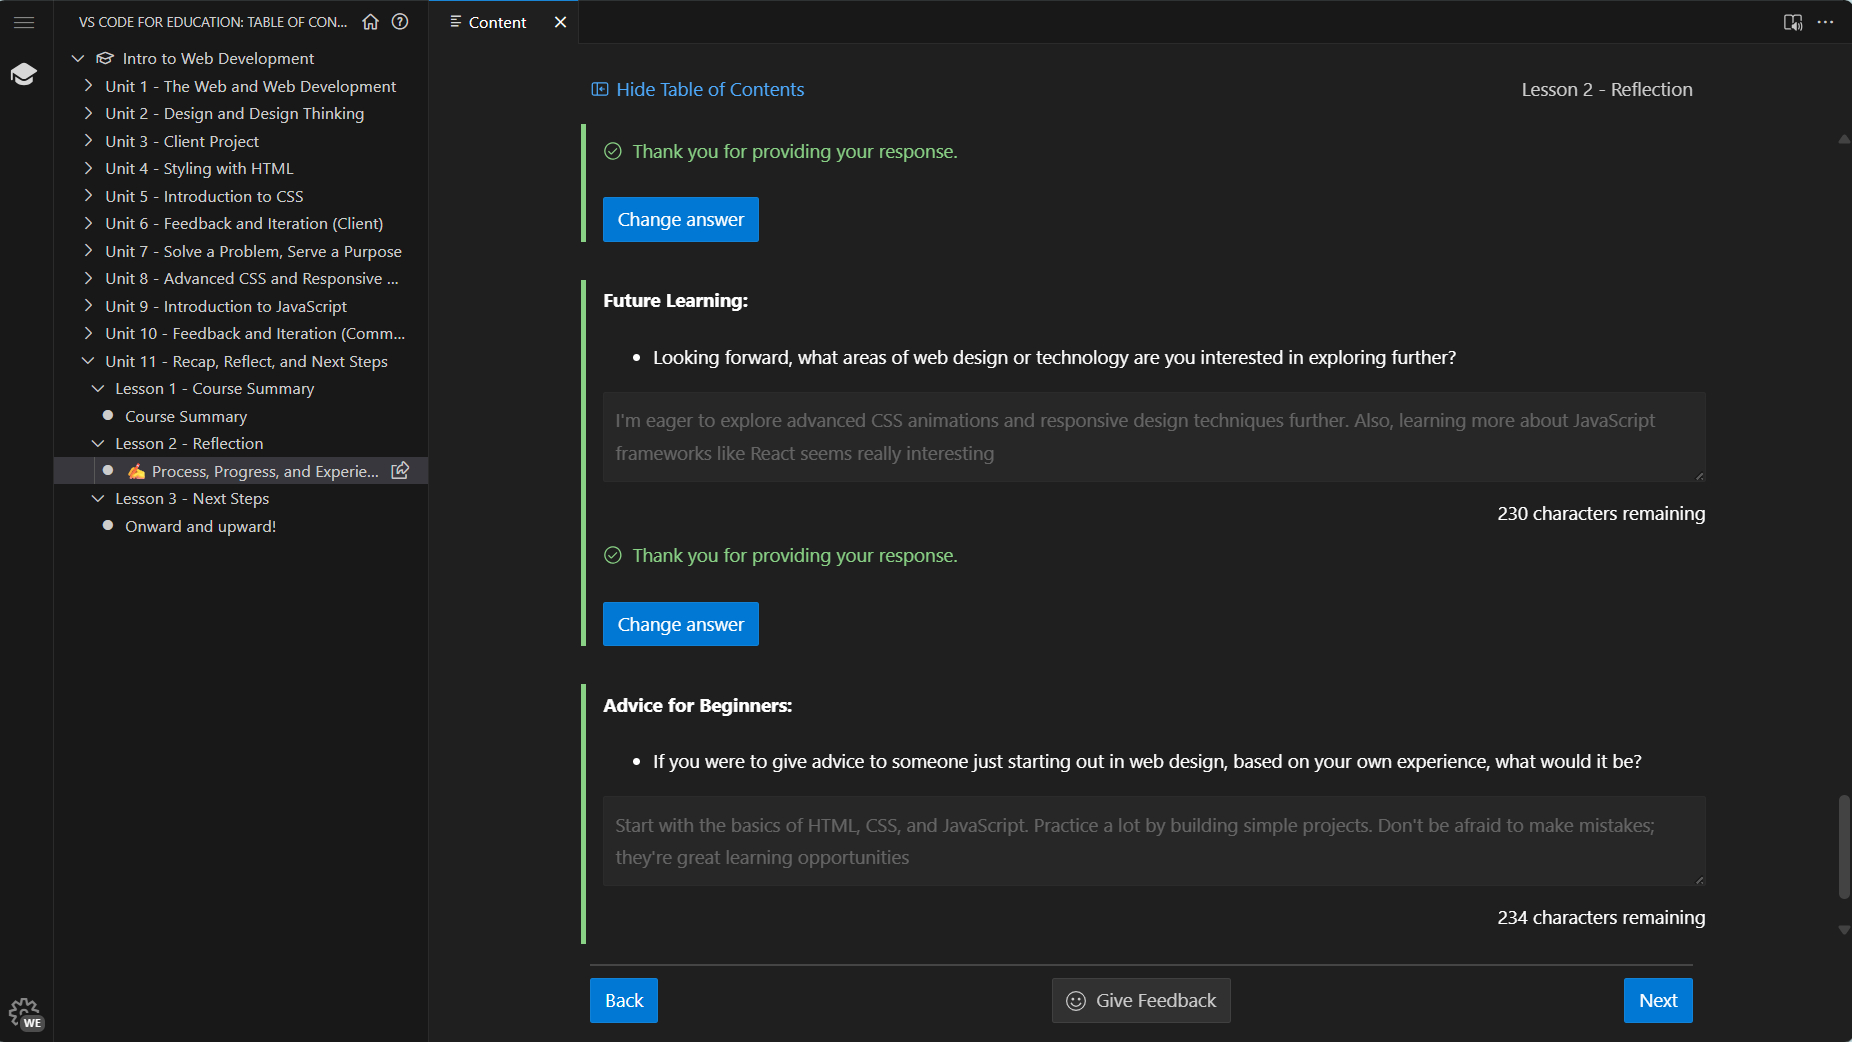 VS CODE FOR EDUCATION: TABLE OF CON...
Intro to Web Development
Unit 1 - The Web and Web Development
Unit 2 - Design and Design Thinking
Unit 3 - Client Project
Unit 4 - Styling with HTML
Unit 5 - Introduction to CSS
Unit 6 - Feedback and Iteration (Client)
Unit 7 - Solve a Problem, Serve a Purpose
Unit 8 - Advanced CSS and Responsive ...
Unit 9 - Introduction to JavaScript
Unit 10 - Feedback and Iteration (Comm...
Unit 11 - Recap, Reflect, and Next Steps
Lesson 1 - Course Summary
Course Summary
Lesson 2 - Reflection
✍ Process, Progress, and Experie...
Lesson 3 - Next Steps
Onward and upward!
WE
Content
Hide Table of Contents
Lesson 2 - Reflection
Thank you for providing your response.
Change answer
Future Learning:
• Looking forward, what areas of web design or technology are you interested in exploring further?
I'm eager to explore advanced CSS animations and responsive design techniques further. Also, learning more about JavaScript
frameworks like React seems really interesting
230 characters remaining
Thank you for providing your response.
Change answer
Advice for Beginners:
• If you were to give advice to someone just starting out in web design, based on your own experience, what would it be?
Start with the basics of HTML, CSS, and JavaScript. Practice a lot by building simple projects. Don't be afraid to make mistakes;
they're great learning opportunities
234 characters remaining
Back
Give Feedback
Next